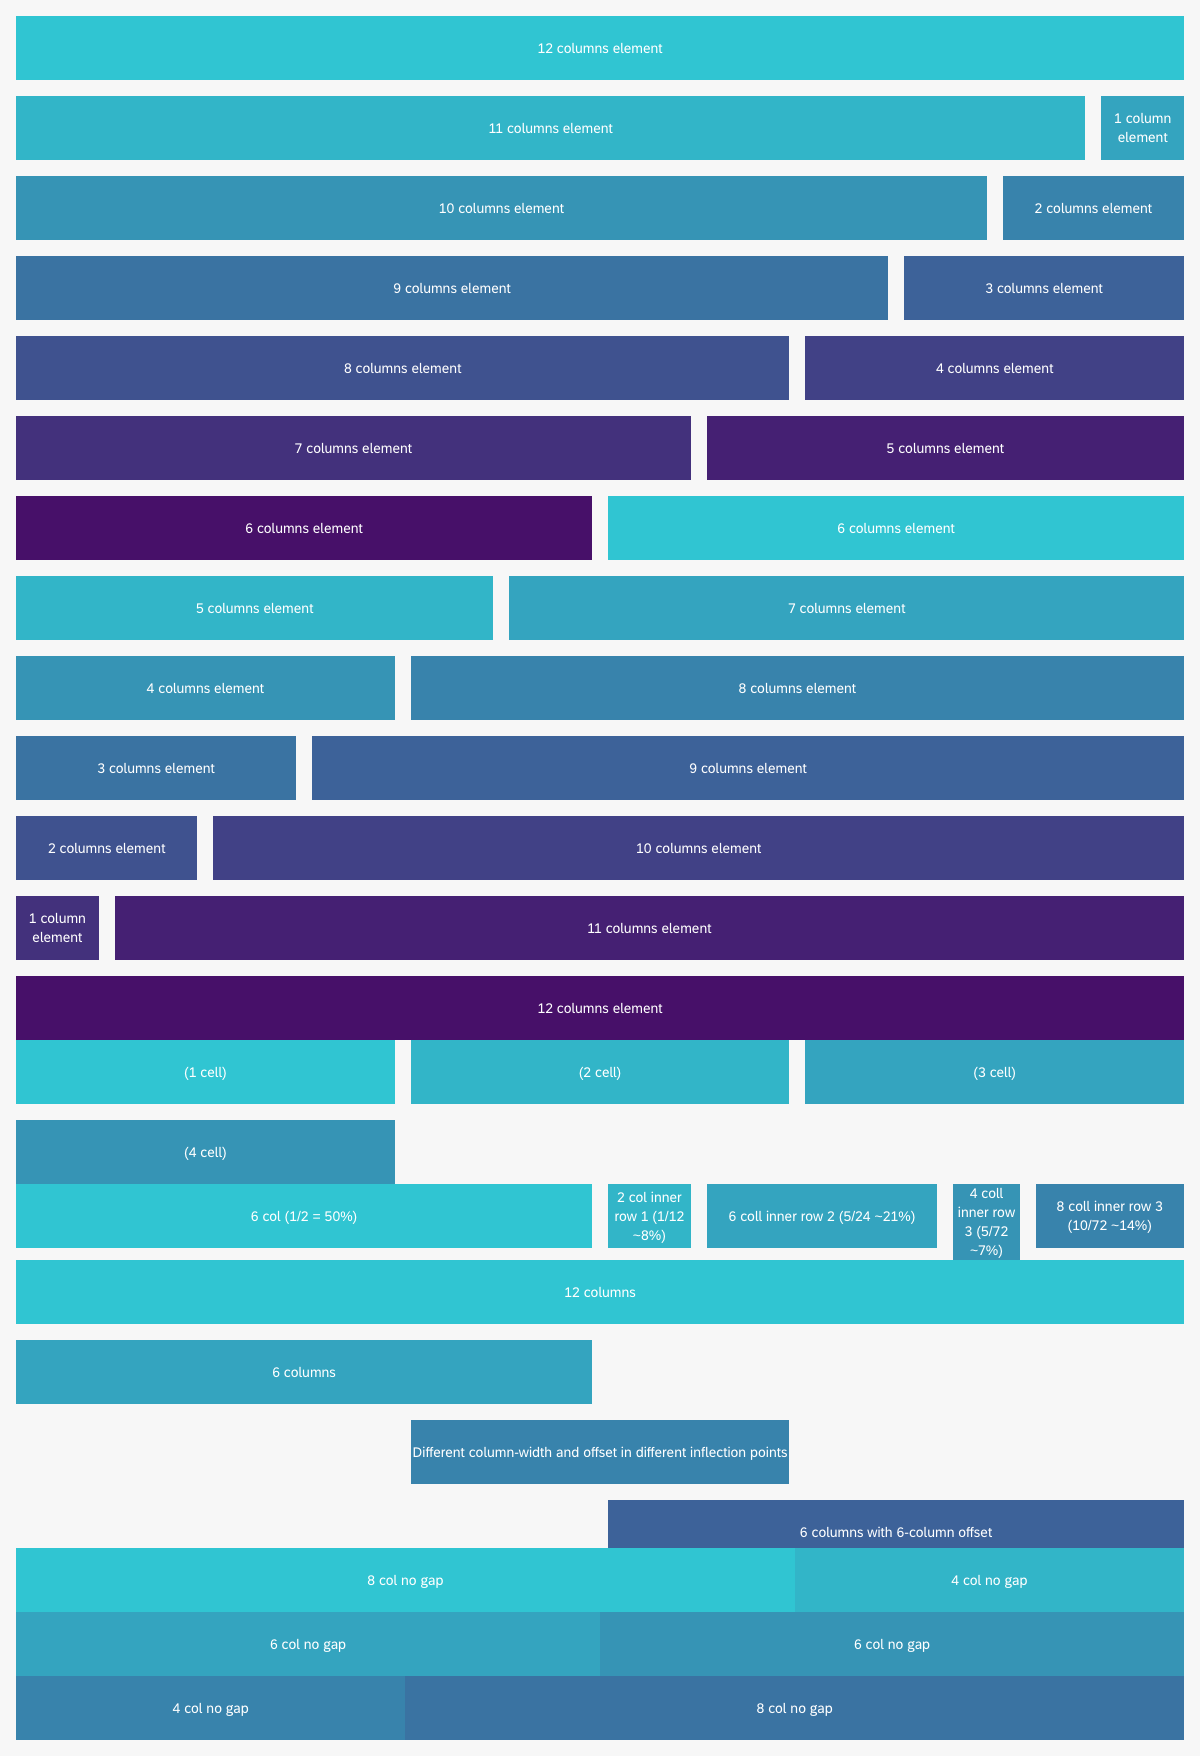 12 columns element
11 columns element
1 column
element
10 columns element
2 columns element
9 columns element
3 columns element
8 columns element
4 columns element
7 columns element
5 columns element
6 columns element
6 columns element
5 columns element
7 columns element
4 columns element
8 columns element
3 columns element
9 columns element
2 columns element
10 columns element
1 column
element
11 columns element
12 columns element
(1 cell)
(2 cell)
(3 cell)
(4 cell)
6 col (1/2 = 50%)
2 col inner
row 1 (1/12
~8%)
6 coll inner row 2 (5/24 ~21%)
4 coll
inner row
3 (5/72
~7%)
8 coll inner row 3
(10/72 ~14%)
12 columns
6 columns
Different column-width and offset in different inflection points
6 columns with 6-column offset
8 col no gap
4 col no gap
6 col no gap
6 col no gap
4 col no gap
8 col no gap